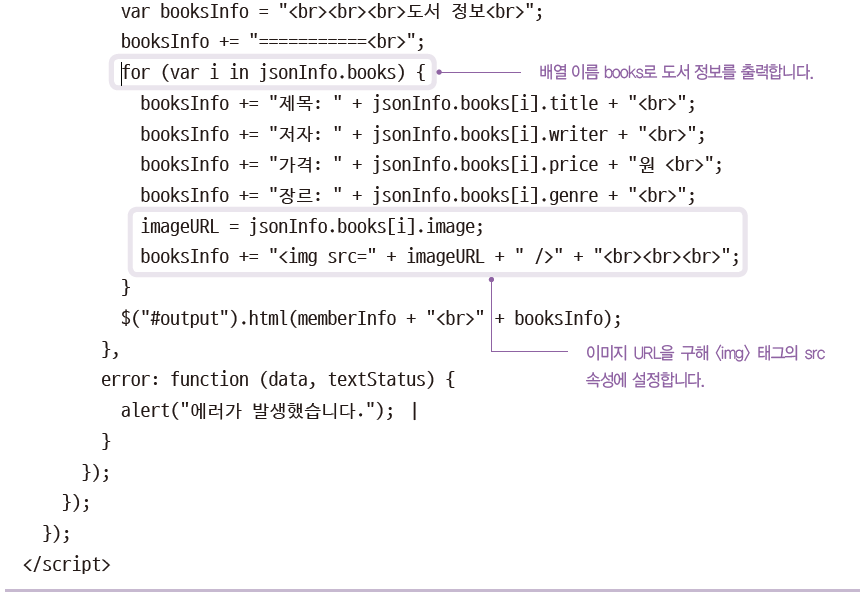 var booksInfo = "<br><br><br>도서 정보<br>";
booksInfo += "===========<br>";
for (var i in jsonInfo.books) {
배열 이름 books로 도서 정보를 출력합니다.
booksInfo += "제목: " + jsonInfo.books[i].title + "<br>";
booksInfo += "저자: " + jsonInfo.books[i].writer + "<br>";
booksInfo += "가격: " + jsonInfo.books[i].price + "원 <br>";
booksInfo += "장르: " + jsonInfo.books[i].genre + "<br>";
imageURL = jsonInfo.books[i].image;
booksInfo += "<img src=" + imageURL + " />" + "<br><br><br>";
}
$("#output").html(memberInfo + "<br>" + booksInfo);
이미지 URL을 구해 <img> 태그의 src
속성에 설정합니다.
},
error: function (data, textStatus) {
alert("에러가 발생했습니다."); |
}
});
});
});
</script>